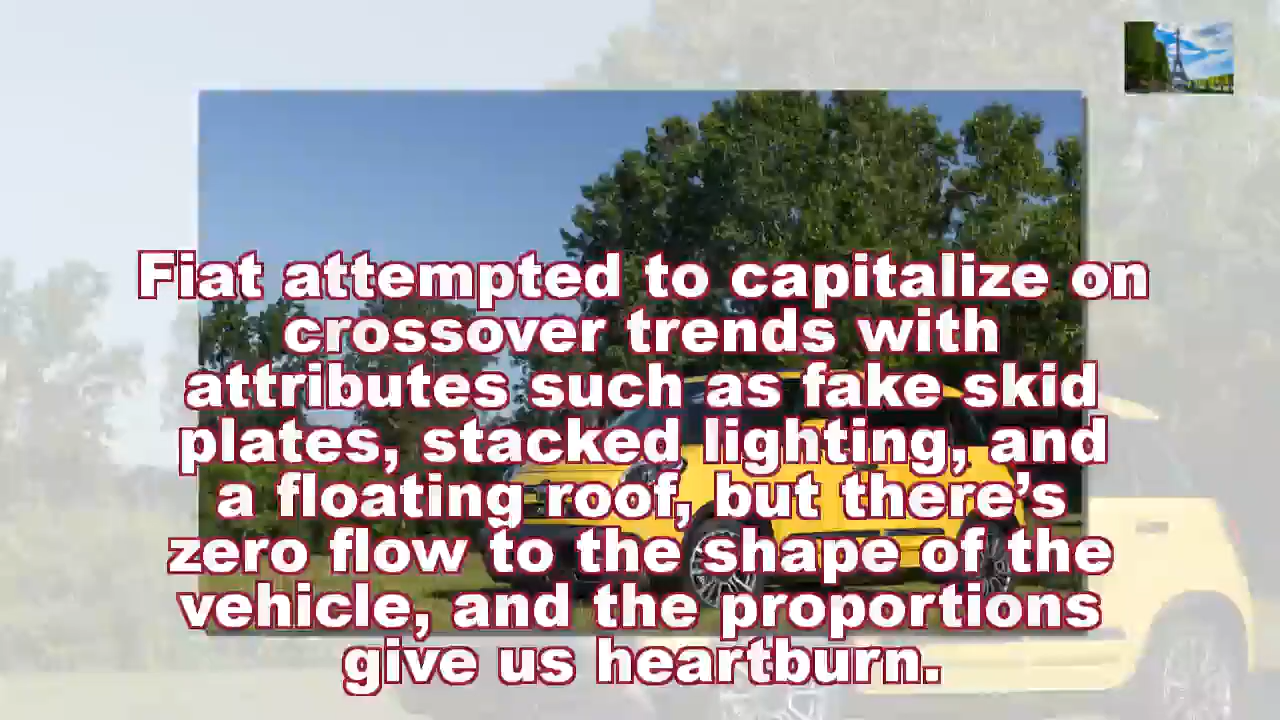 Fiat attempted to capitalize on
crossover trends with
attributes such as fake skid
plates, stacked lighting, and
a floating roof, but there’s
zero flow to the shape of the
vehicle, and the proportions
give us heartburn.